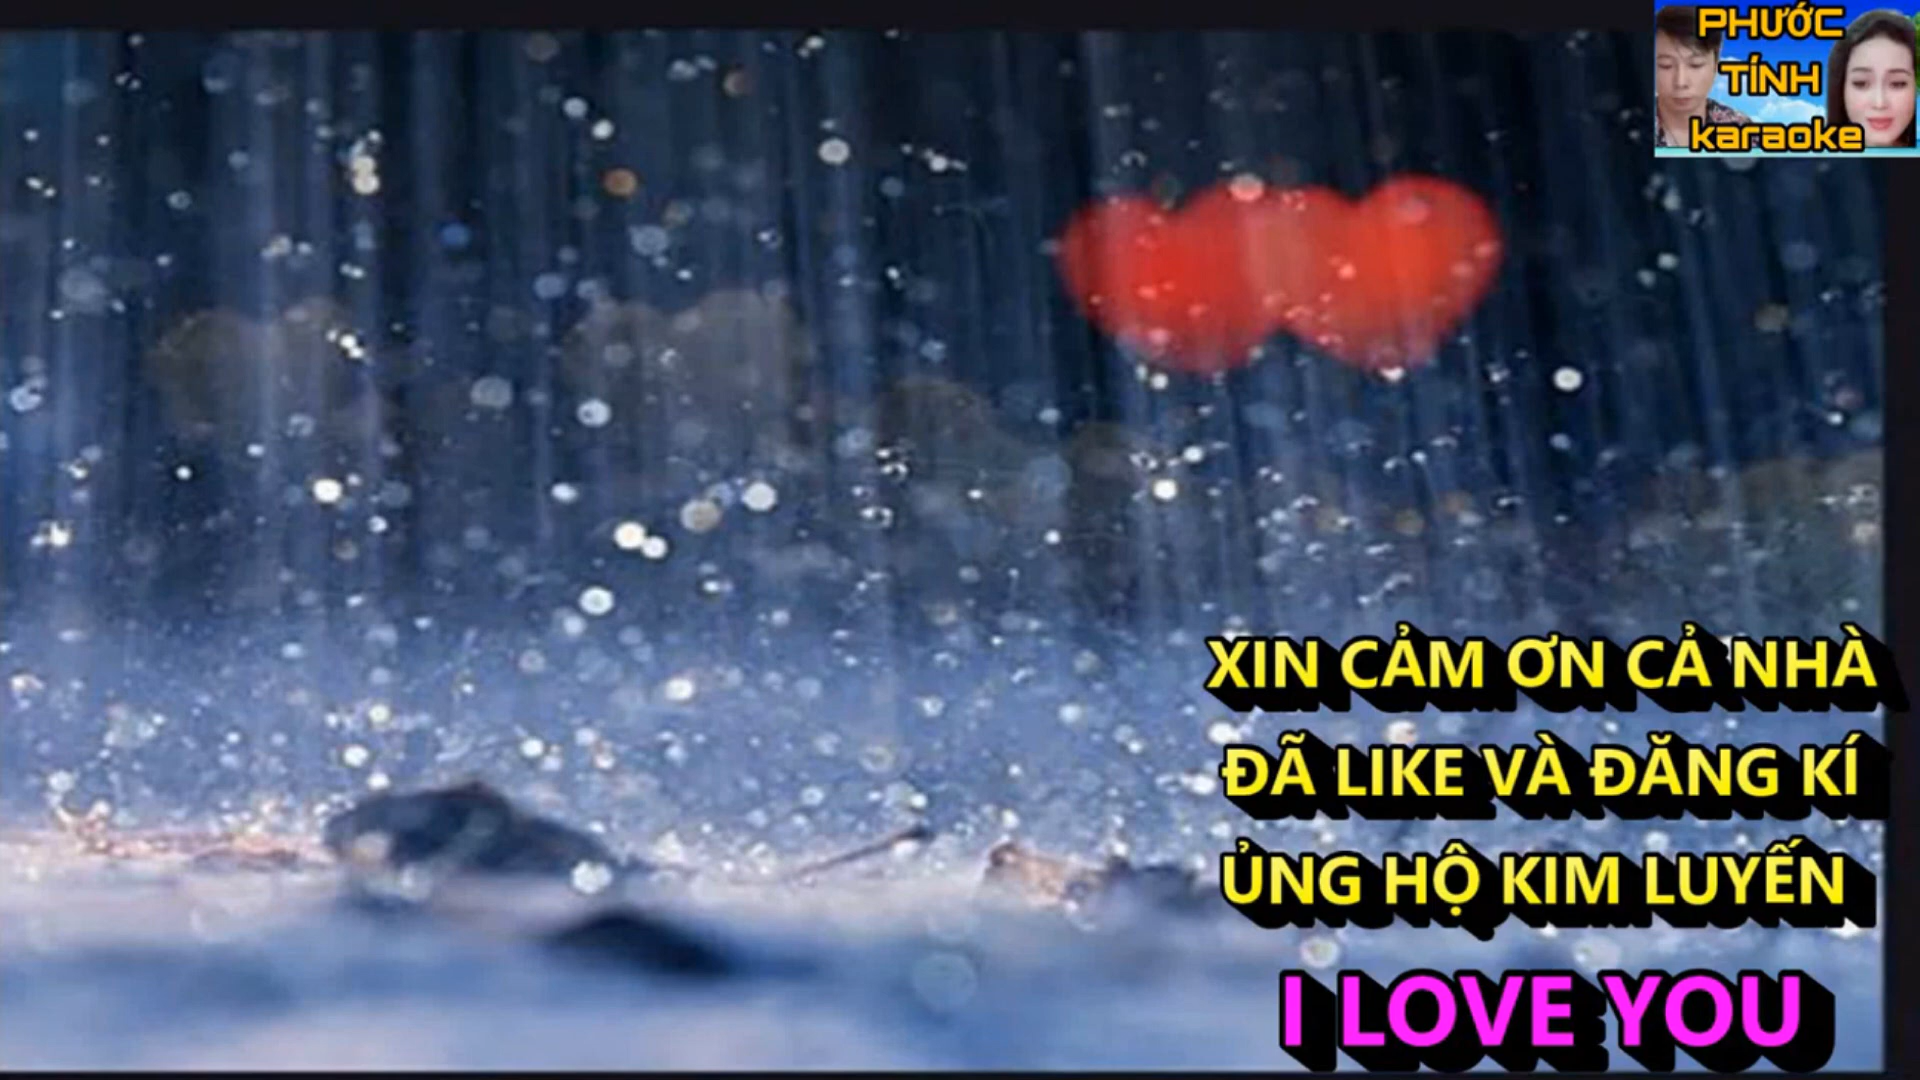 PHƯỚC
TÍNH
karaoke
XIN CẢM ƠN CẢ NHÀ
ĐÃ LIKE VÀ ĐĂNG KÍ
ỦNG HỘ KIM LUYẾN
I LOVE YOU